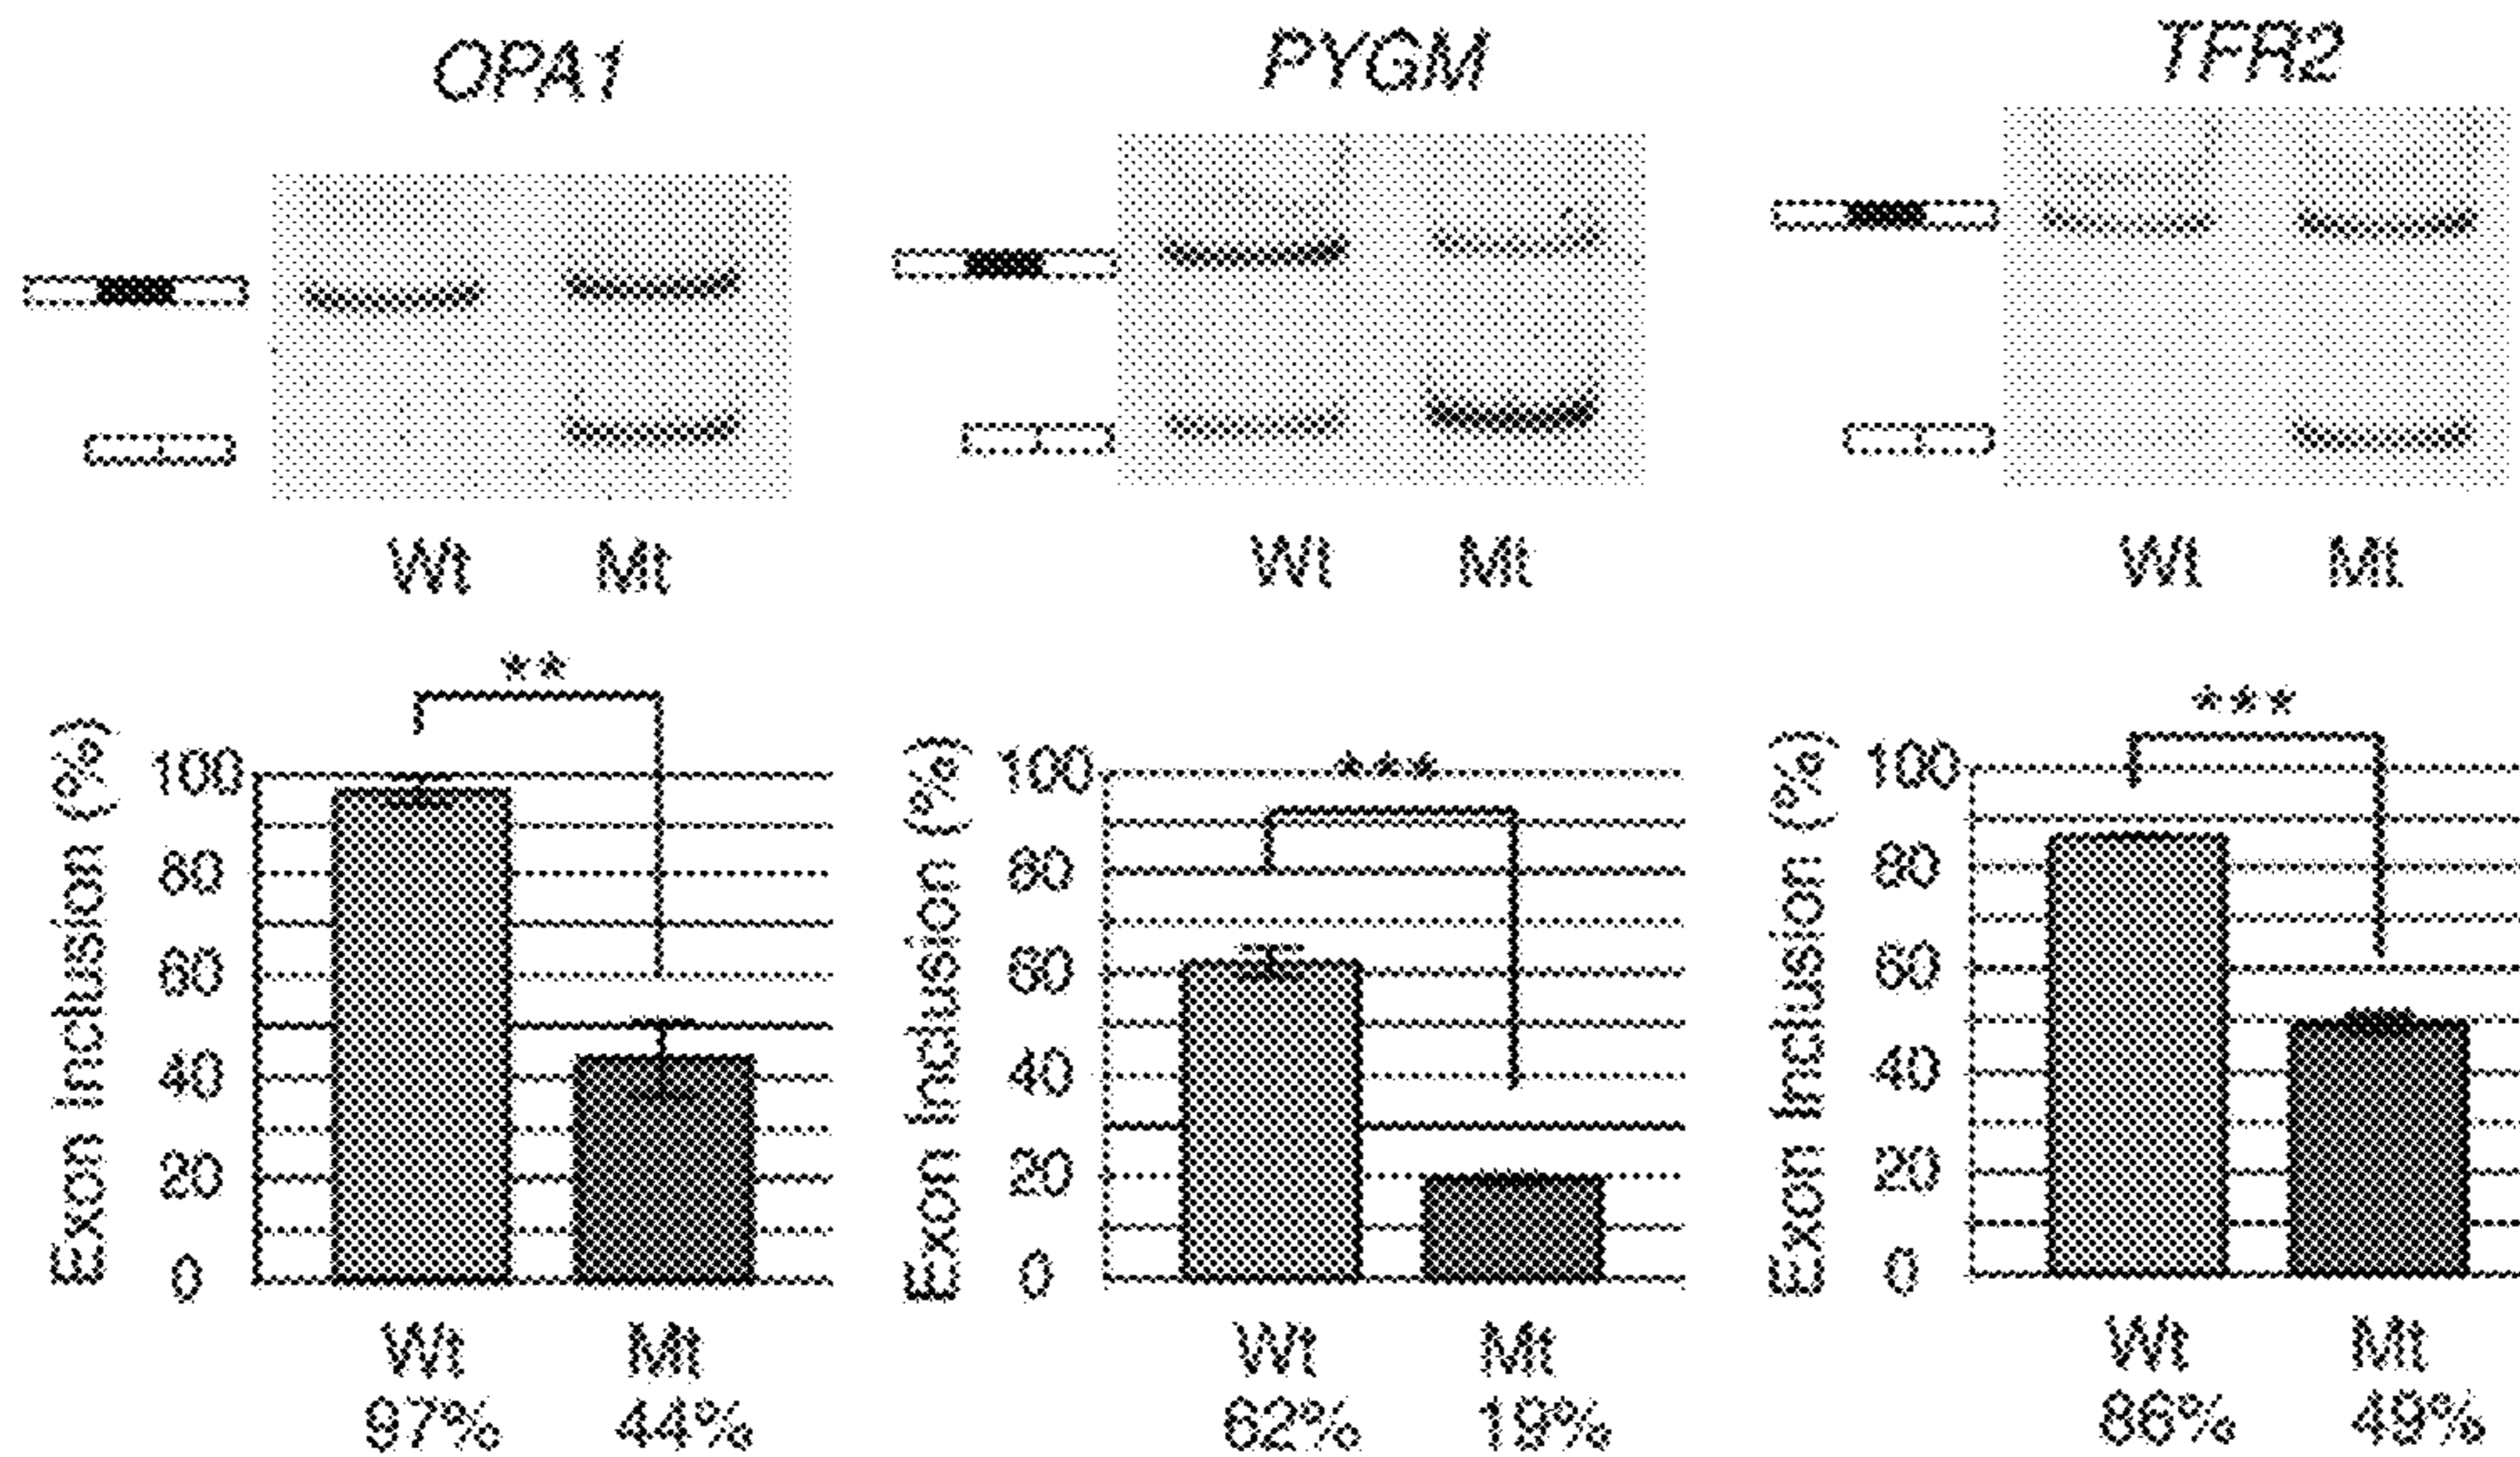 OPA1
PYGM
TFR2
Wt Mt
Wt Mt
Wt Mt
**
Exon Inclusion (%)
100
80
60
40
20
0
Wt Mt
97% 44%
***
Exon Inclusion (%)
100
80
60
40
20
0
Wt Mt
62% 19%
***
Exon Inclusion (%)
100
80
60
40
20
0
Wt Mt
86% 49%